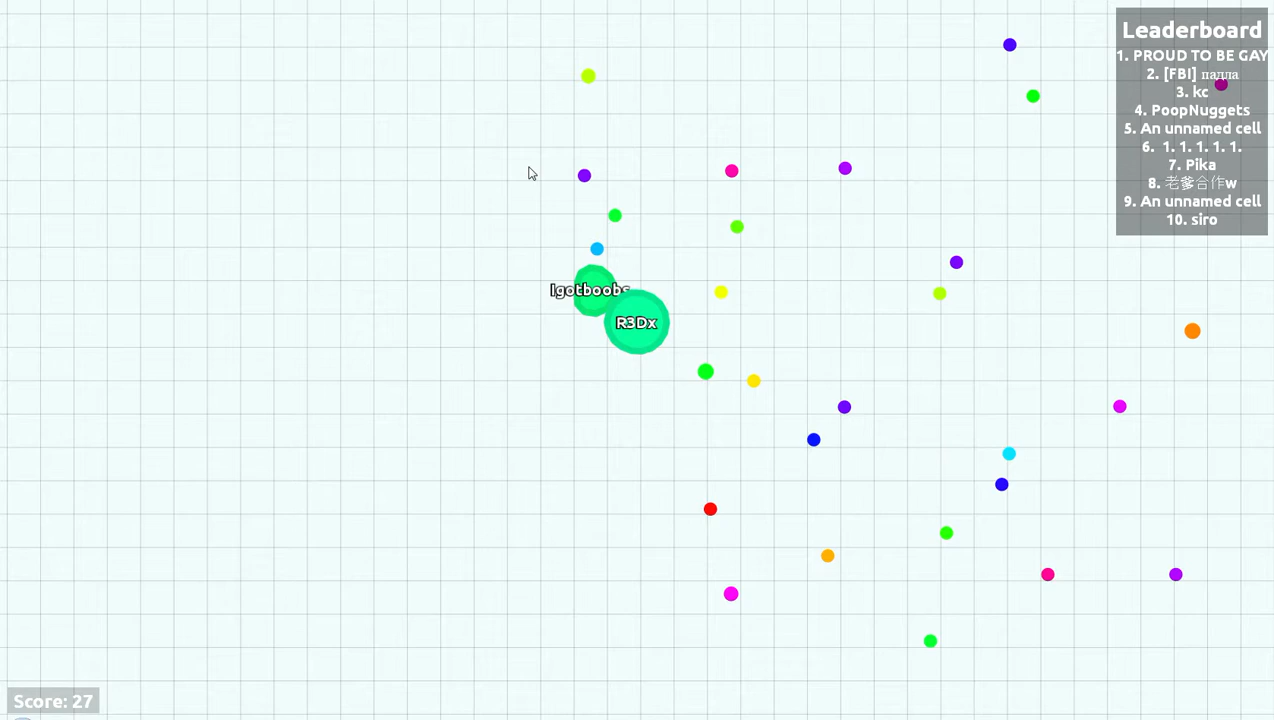 Leaderboard
1. PROUD TO BE GAY
2. [FBI] палла
3. kc
4. PoopNuggets
5. An unnamed cell
6. 1. 1. 1. 1. 1.
7. Pika
8. 老爹合作w
9. An unnamed cell
10. siro
Igotboobs
R3Dx
Score: 27